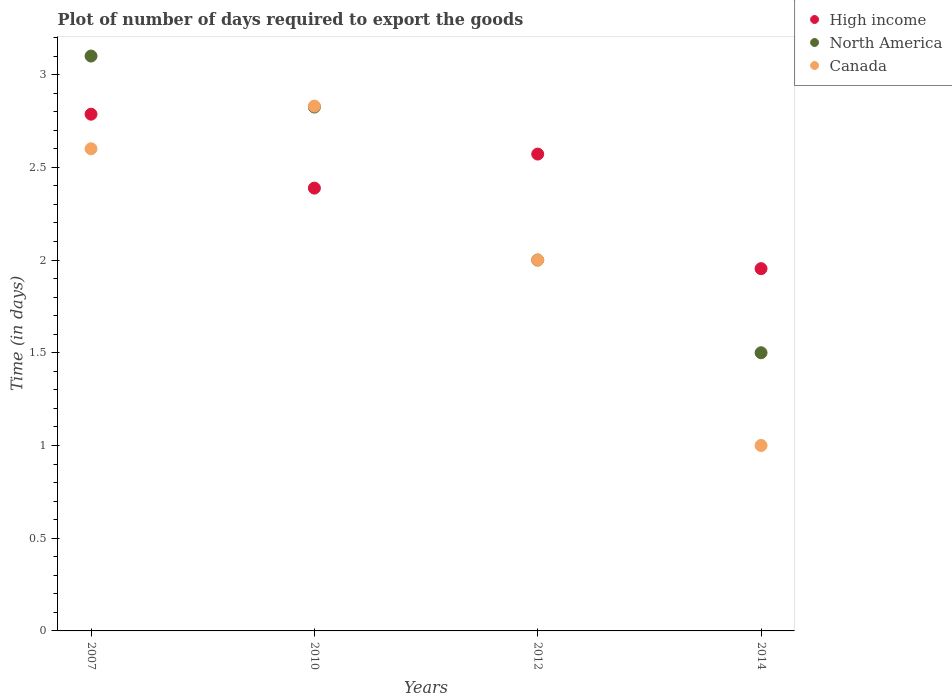 Plot of number of days required to export the goods
High income
North America
Canada
3
2.5
2
1.5
1
0.5
0
Time (in days)
2007
2010
2012
2014
Years